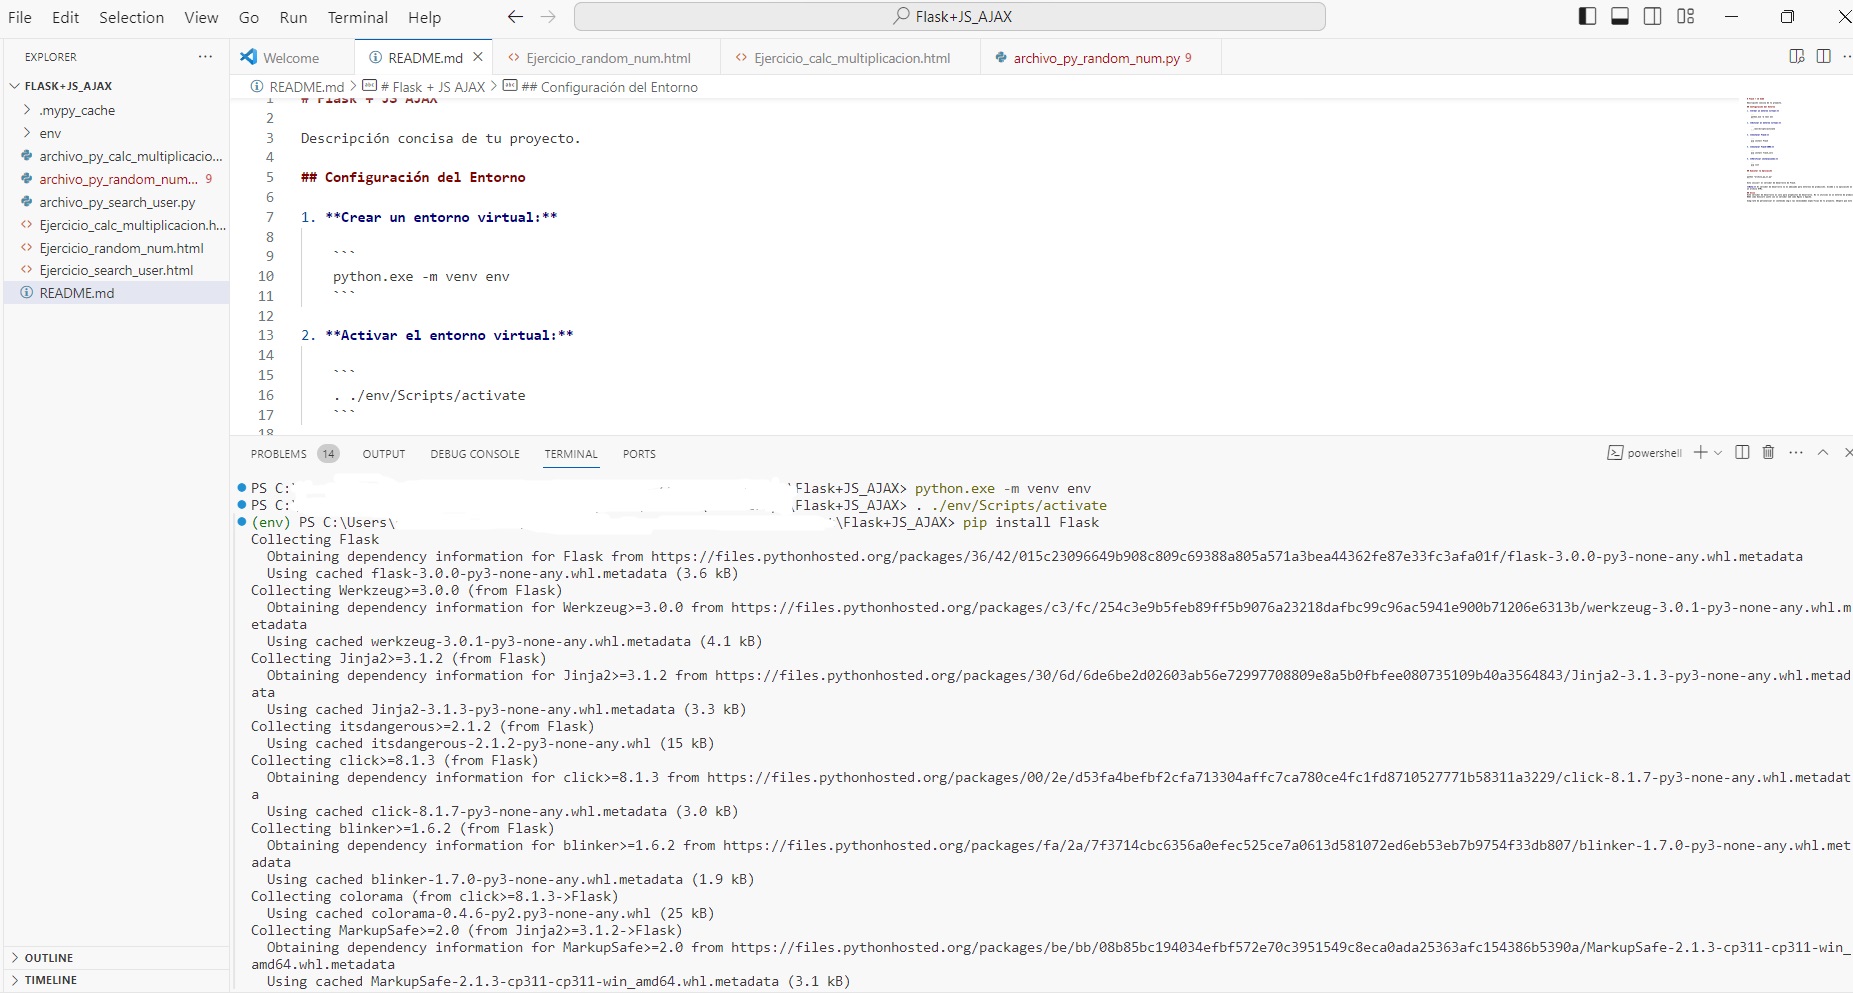 File Edit Selection View Go Run Terminal Help Flask+JS_AJAX
EXPLORER
FLASK+JS_AJAX
.mypy_cache
env
archivo_py_calc_multiplicacio...
archivo_py_random_num... 9
archivo_py_search_user.py
Ejercicio_calc_multiplicacion.h...
Ejercicio_random_num.html
Ejercicio_search_user.html
README.md
OUTLINE
TIMELINE
Welcome README.md Ejercicio_random_num.html Ejercicio_calc_multiplicacion.html archivo_py_random_num.py 9
README.md > # Flask + JS AJAX > ## Configuración del Entorno
1 # Flask + JS AJAX
2
3 Descripción concisa de tu proyecto.
4
5 ## Configuración del Entorno
6
7 1. **Crear un entorno virtual:**
8
9 ```
10 python.exe -m venv env
11 ```
12
13 2. **Activar el entorno virtual:**
14
15 ```
16 . ./env/Scripts/activate
17 ```
18
PROBLEMS 14 OUTPUT DEBUG CONSOLE TERMINAL PORTS powershell
PS C:\ \Flask+JS_AJAX> python.exe -m venv env
PS C:\ \Flask+JS_AJAX> . ./env/Scripts/activate
(env) PS C:\Users\ \Flask+JS_AJAX> pip install Flask
Collecting Flask
Obtaining dependency information for Flask from https://files.pythonhosted.org/packages/36/42/015c23096649b908c809c69388a805a571a3bea44362fe87e33fc3afa01f/flask-3.0.0-py3-none-any.whl.metadata
Using cached flask-3.0.0-py3-none-any.whl.metadata (3.6 kB)
Collecting Werkzeug>=3.0.0 (from Flask)
Obtaining dependency information for Werkzeug>=3.0.0 from https://files.pythonhosted.org/packages/c3/fc/254c3e9b5feb89ff5b9076a23218dafbc99c96ac5941e900b71206e6313b/werkzeug-3.0.1-py3-none-any.whl.m
etadata
Using cached werkzeug-3.0.1-py3-none-any.whl.metadata (4.1 kB)
Collecting Jinja2>=3.1.2 (from Flask)
Obtaining dependency information for Jinja2>=3.1.2 from https://files.pythonhosted.org/packages/30/6d/6de6be2d02603ab56e72997708809e8a5b0fbfee080735109b40a3564843/Jinja2-3.1.3-py3-none-any.whl.metad
ata
Using cached Jinja2-3.1.3-py3-none-any.whl.metadata (3.3 kB)
Collecting itsdangerous>=2.1.2 (from Flask)
Using cached itsdangerous-2.1.2-py3-none-any.whl (15 kB)
Collecting click>=8.1.3 (from Flask)
Obtaining dependency information for click>=8.1.3 from https://files.pythonhosted.org/packages/00/2e/d53fa4befbf2cfa713304affc7ca780ce4fc1fd8710527771b58311a3229/click-8.1.7-py3-none-any.whl.metadat
a
Using cached click-8.1.7-py3-none-any.whl.metadata (3.0 kB)
Collecting blinker>=1.6.2 (from Flask)
Obtaining dependency information for blinker>=1.6.2 from https://files.pythonhosted.org/packages/fa/2a/7f3714cbc6356a0efec525ce7a0613d581072ed6eb53eb7b9754f33db807/blinker-1.7.0-py3-none-any.whl.met
adata
Using cached blinker-1.7.0-py3-none-any.whl.metadata (1.9 kB)
Collecting colorama (from click>=8.1.3->Flask)
Using cached colorama-0.4.6-py2.py3-none-any.whl (25 kB)
Collecting MarkupSafe>=2.0 (from Jinja2>=3.1.2->Flask)
Obtaining dependency information for MarkupSafe>=2.0 from https://files.pythonhosted.org/packages/be/bb/08b85bc194034efbf572e70c3951549c8eca0ada25363afc154386b5390a/MarkupSafe-2.1.3-cp311-cp311-win_
amd64.whl.metadata
Using cached MarkupSafe-2.1.3-cp311-cp311-win_amd64.whl.metadata (3.1 kB)